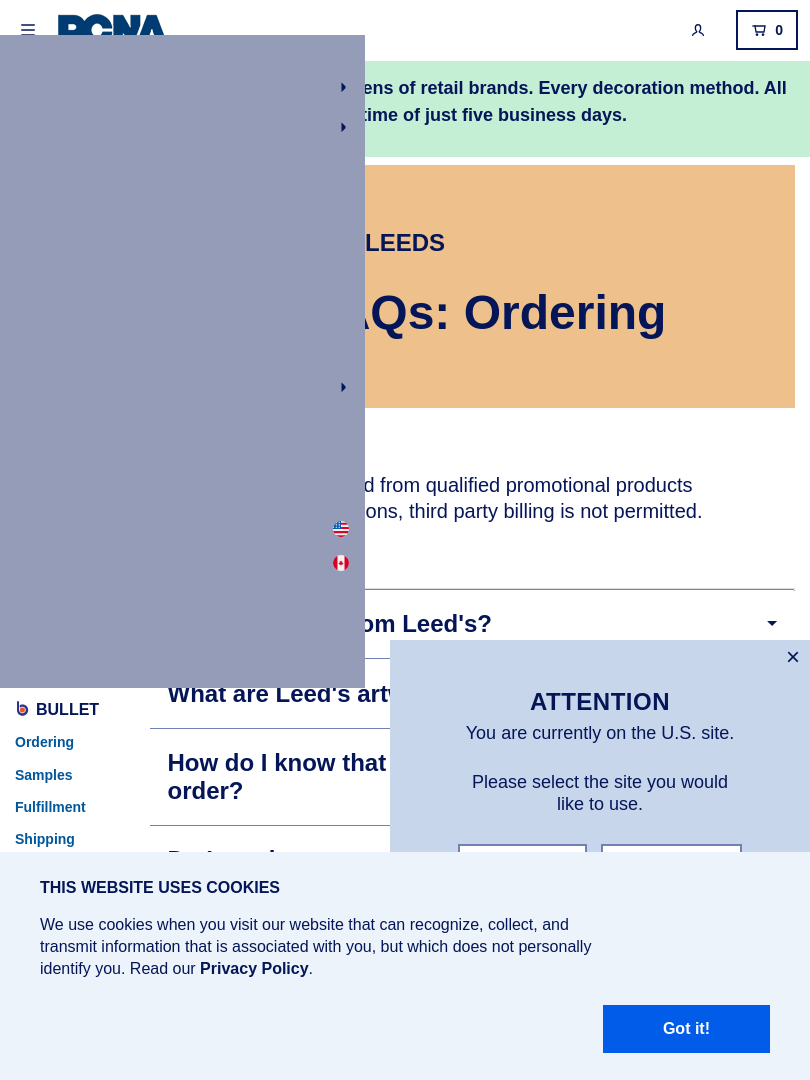 0
ens of retail brands. Every decoration method. All
time of just five business days.
LEEDS
AQs: Ordering
d from qualified promotional products
ons, third party billing is not permitted.
om Leed's?
×
What are Leed's
ATTENTION
BULLET
You are currently on the U.S. site.
Ordering
How do I know that
order?
Samples
Please select the site you would
like to use.
Fulfillment
Shipping
THIS WEBSITE USES COOKIES
We use cookies when you visit our website that can recognize, collect, and
transmit information that is associated with you, but which does not personally
identify you. Read our Privacy Policy.
Got it!